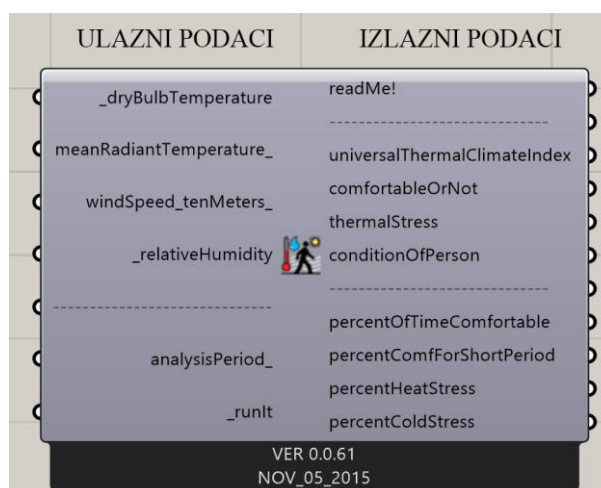 ULAZNI PODACI
IZLAZNI PODACI
_dryBulbTemperature
meanRadiantTemperature_
windSpeed_tenMeters_
_relativeHumidity
---------------------------
analysisPeriod_
_runIt
readMe!
---------------------------
universalThermalClimateIndex
comfortableOrNot
thermalStress
conditionOfPerson
---------------------------
percentOfTimeComfortable
percentComfForShortPeriod
percentHeatStress
percentColdStress
VER 0.0.61
NOV_05_2015